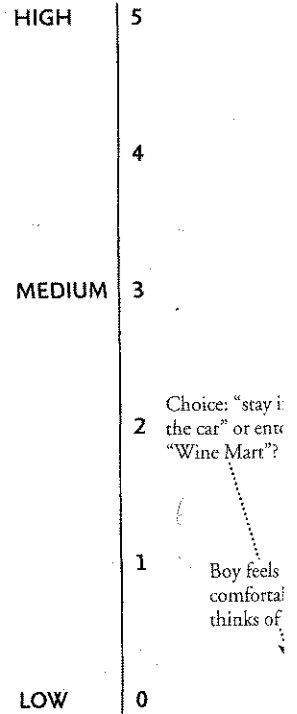 HIGH 5
4
MEDIUM 3
Choice: "stay i
2 the car" or ente
"Wine Mart"?
1
Boy feels
comforta
thinks of
LOW 0